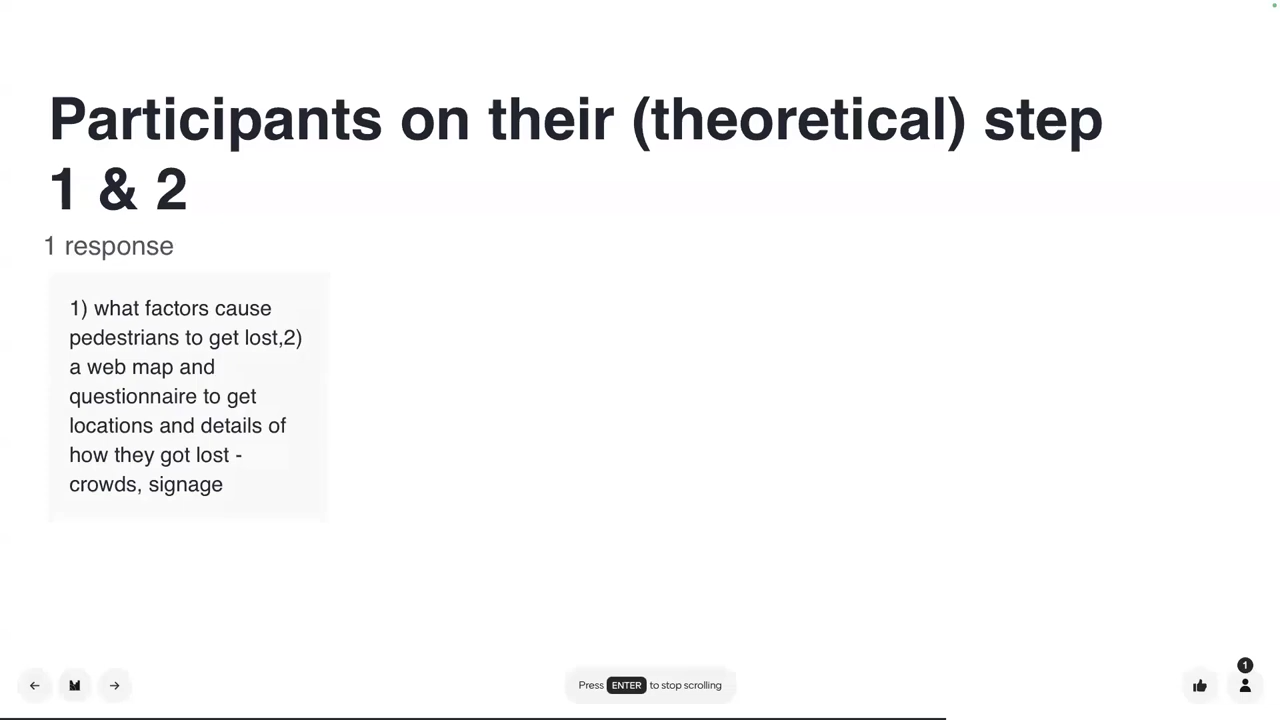 Participants on their (theoretical) step
1 & 2
1 response
1) what factors cause
pedestrians to get lost,2)
a web map and
questionnaire to get
locations and details of
how they got lost -
crowds, signage
Press ENTER to stop scrolling
1